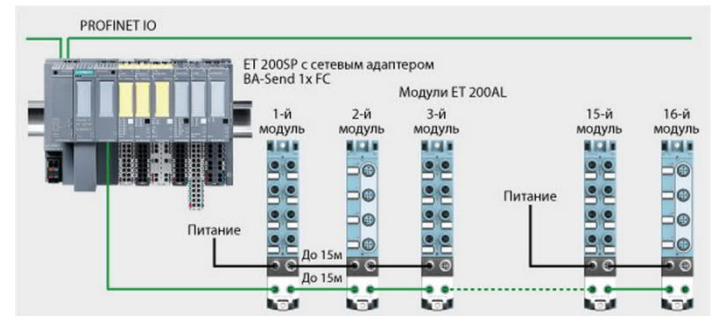 PROFINET IO
ET 200SP с сетевым адаптером
BA-Send 1x FC
Модули ET 200AL
1-й
модуль
2-й
модуль
3-й
модуль
15-й
модуль
16-й
модуль
Питание
Питание
До 15м
До 15м